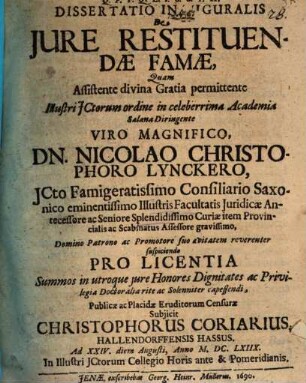 DISSERTATIO INAUGURALIS
De
JURE RESTITUEN-
DÆ FAMÆ,
Quam
Assistente divina Gratia permittente
Illustri JCtorum ordine in celeberrima Academia
Salana Dirigente
VIRO MAGNIFICO,
DN. NICOLAO CHRISTO-
PHORO LYNCKERO,
JCto Famigeratissimo Consiliario Saxo-
nico eminentissimo Illustris Facultatis Juridicæ An-
tecessore ac Seniore Splendidissimo Curiæ item Provin-
cialis ac Scabinatus Assessore gravissimo,
Domino Patrono ac Promotore suo ætatem reverenter
suspiciendo
PRO LICENTIA
Summos in utroque jure Honores Dignitates ac Privi-
legia Doctoralia rite ac Solenniter capessendi,
Publicæ ac Placidæ Eruditorum Censuræ
Subjicit
CHRISTOPHORUS CORIARIUS,
HALLENDORFFENSIS HASSUS.
Ad XXIV. diem Augusti, Anno M. DC. LXIIX.
In Illustri JCtorum Collegio Horis ante & Pomeridianis.
JENÆ, exscribebat Georg. Henr. Müllerus. 1690.